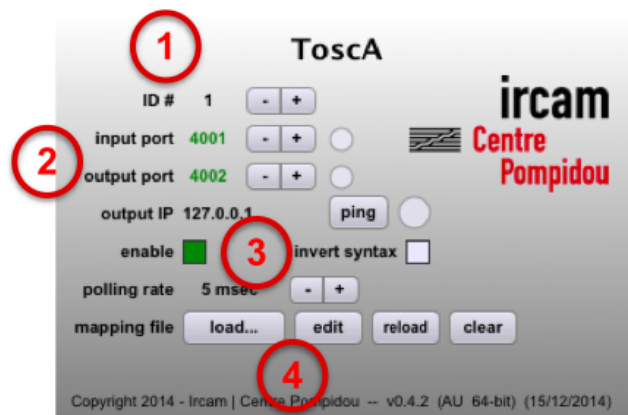 1
ToscA
ID # 1 - +
ircam
Centre
Pompidou
2
input port 4001 - +
output port 4002 - +
output IP 127.0.0.1 ping
enable 3 invert syntax
polling rate 5 msec - +
mapping file load... edit reload clear
4
Copyright 2014 - Ircam | Centre Pompidou -- v0.4.2 (AU 64-bit) (15/12/2014)